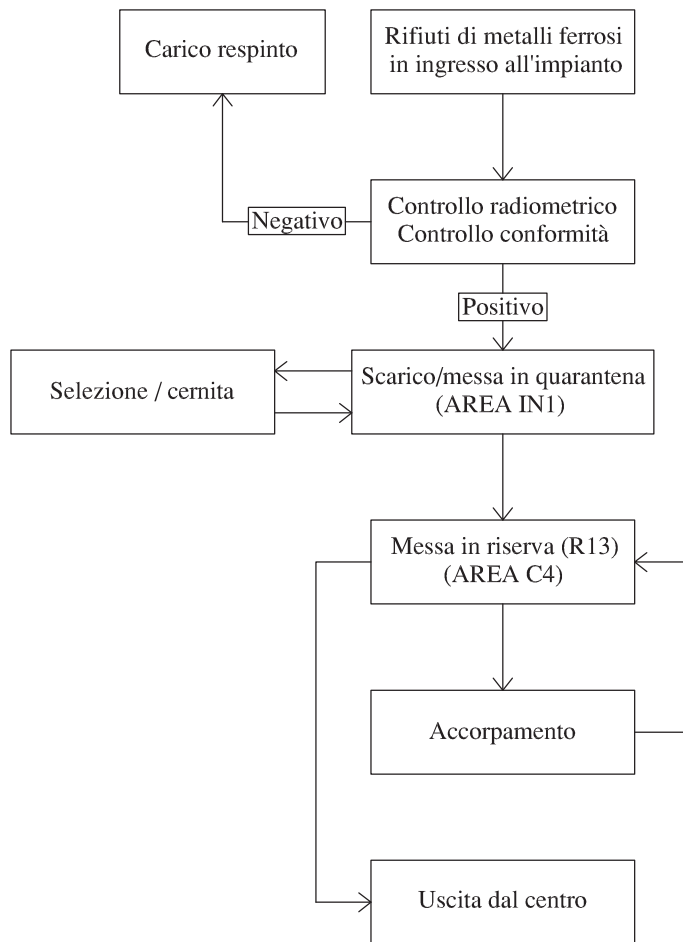 Carico respinto
Rifiuti di metalli ferrosi
in ingresso all'impianto
Controllo radiometrico
Controllo conformità
Negativo
Positivo
Selezione / cernita
Scarico/messa in quarantena
(AREA IN1)
Messa in riserva (R13)
(AREA C4)
Accorpamento
Uscita dal centro